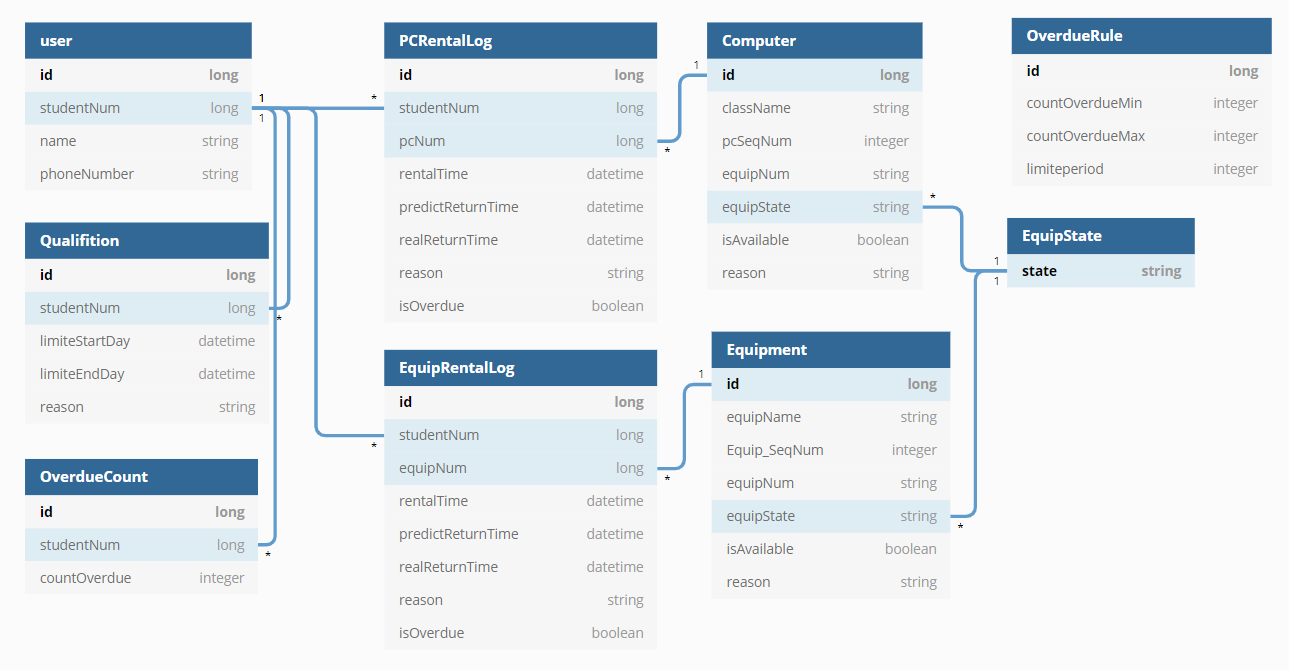 user
id long
studentNum long
name string
phoneNumber string
1
1
Qualifition
id long
studentNum long
limiteStartDay datetime
limiteEndDay datetime
reason string
*
OverdueCount
id long
studentNum long
countOverdue integer
*
PCRentalLog
id long
studentNum long
pcNum long
rentalTime datetime
predictReturnTime datetime
realReturnTime datetime
reason string
isOverdue boolean
*
*
EquipRentalLog
id long
studentNum long
equipNum long
rentalTime datetime
predictReturnTime datetime
realReturnTime datetime
reason string
isOverdue boolean
*
*
Computer
1
id long
className string
pcSeqNum integer
equipNum string
equipState string
isAvailable boolean
reason string
*
Equipment
1
id long
equipName string
Equip_SeqNum integer
equipNum string
equipState string
isAvailable boolean
reason string
*
OverdueRule
id long
countOverdueMin integer
countOverdueMax integer
limiteperiod integer
EquipState
1
state string
1